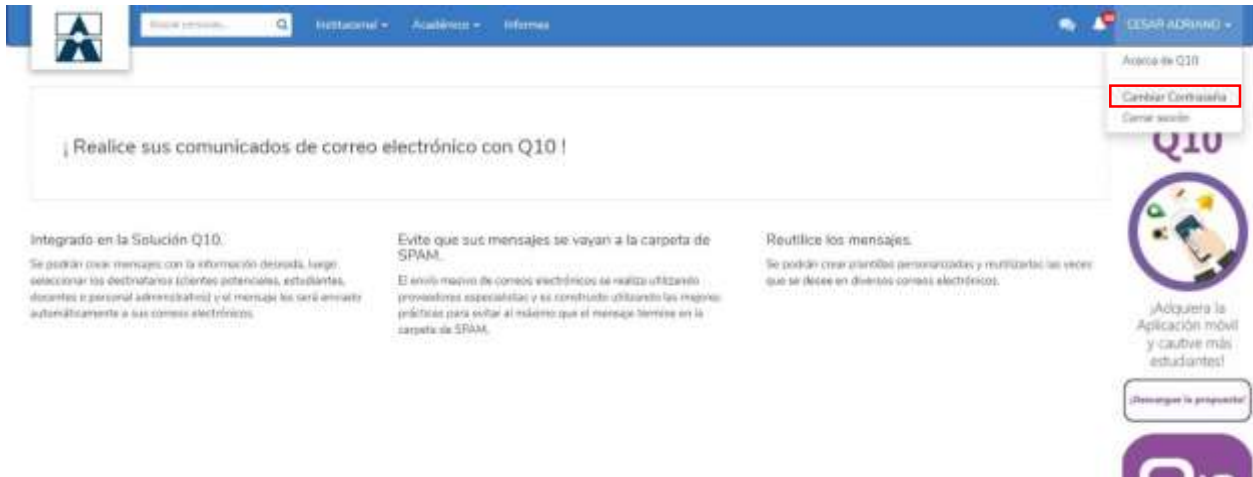 Buscar personas...
Institucional
Académico
Informes
CESAR ADRIANO
Acerca de Q10
Cambiar Contraseña
Cerrar sesión
Q10
¡ Realice sus comunicados de correo electrónico con Q10 !
Integrado en la Solución Q10.
Se podrán crear mensajes con la información deseada, luego
seleccionar los destinatarios (clientes potenciales, estudiantes,
docentes o personal administrativo) y el mensaje les será enviado
automáticamente a sus correos electrónicos.
Evite que sus mensajes se vayan a la carpeta de
SPAM.
El envío masivo de correos electrónicos se realiza utilizando
proveedores especialistas y es construido utilizando las mejores
prácticas para evitar al máximo que el mensaje termine en la
carpeta de SPAM.
Reutilice los mensajes.
Se podrán crear plantillas personalizadas y reutilizarlas las veces
que se desee en diversos correos electrónicos.
¡Adquiera la
Aplicación móvil
y cautive más
estudiantes!
¡Descargue la propuesta!